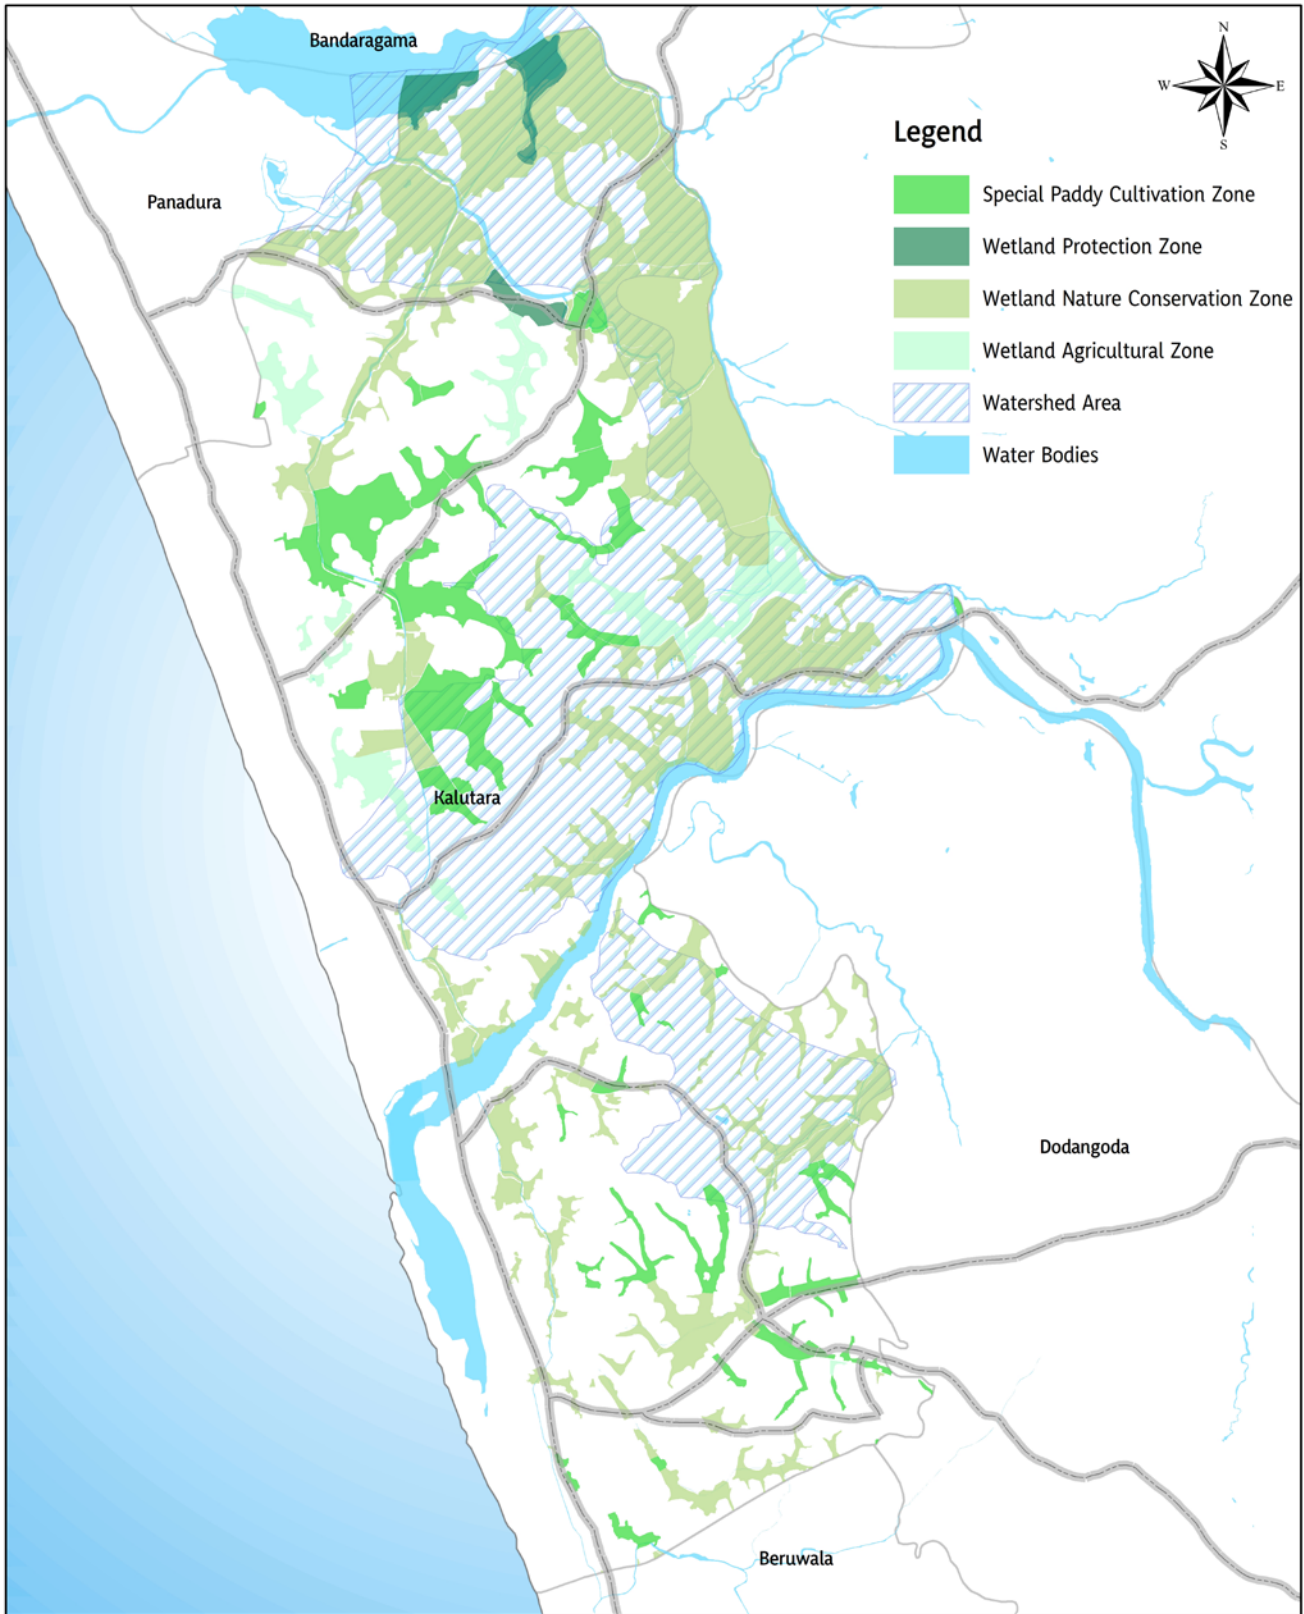 Bandaragama
N
W
E
S
Legend
Special Paddy Cultivation Zone
Panadura
Wetland Protection Zone
Wetland Nature Conservation Zone
Wetland Agricultural Zone
Watershed Area
Water Bodies
Kalutara
Dodangoda
Beruwala